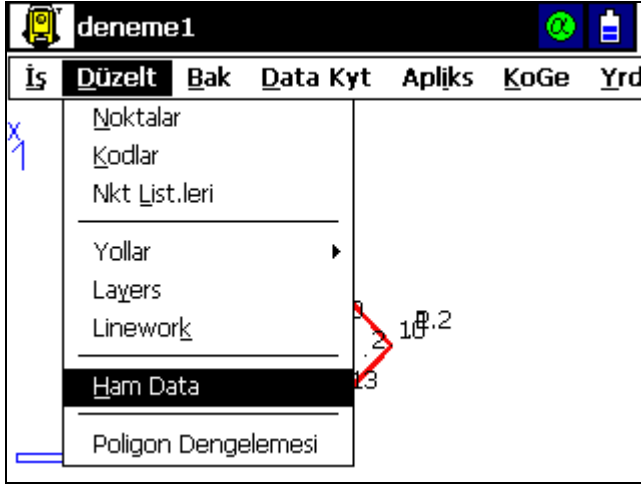 deneme1
İş Düzelt Bak Data Kyt Apliks KoGe Yrd
Noktalar
X
Kodlar
1
Nkt List.leri
Yollar
Layers
Linework
10
.2
2
Ham Data
13
Poligon Dengelemesi